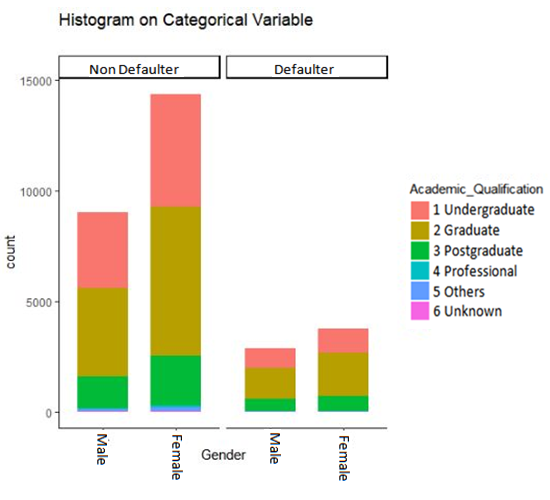 Histogram on Categorical Variable
Non Defaulter
Defaulter
15000
10000
5000
0
count
Male
Female
Male
Female
Gender
Academic_Qualification
1 Undergraduate
2 Graduate
3 Postgraduate
4 Professional
5 Others
6 Unknown